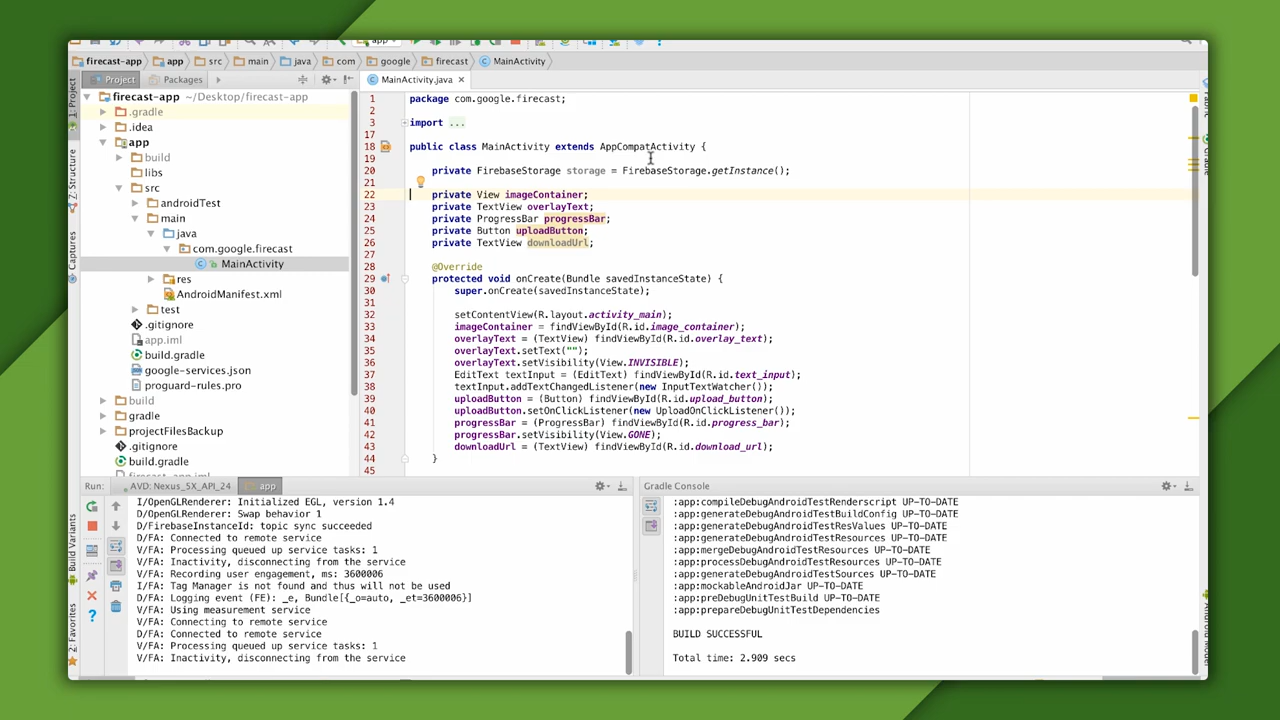 app
firecast-app app src main java com google firecast MainActivity
Project Packages
MainActivity.java
firecast-app ~/Desktop/firecast-app
.gradle
.idea
app
build
libs
src
androidTest
main
java
com.google.firecast
MainActivity
res
AndroidManifest.xml
test
.gitignore
app.iml
build.gradle
google-services.json
proguard-rules.pro
build
gradle
projectFilesBackup
.gitignore
build.gradle
firecast-app.iml
1: Project
7: Structure
Captures
Build Variants
2: Favorites
1 package com.google.firecast;
2
3 import ...
17
18 public class MainActivity extends AppCompatActivity {
19
20 private FirebaseStorage storage = FirebaseStorage.getInstance();
21
22 private View imageContainer;
23 private TextView overlayText;
24 private ProgressBar progressBar;
25 private Button uploadButton;
26 private TextView downloadUrl;
27
28 @Override
29 protected void onCreate(Bundle savedInstanceState) {
30 super.onCreate(savedInstanceState);
31
32 setContentView(R.layout.activity_main);
33 imageContainer = findViewById(R.id.image_container);
34 overlayText = (TextView) findViewById(R.id.overlay_text);
35 overlayText.setText("");
36 overlayText.setVisibility(View.INVISIBLE);
37 EditText textInput = (EditText) findViewById(R.id.text_input);
38 textInput.addTextChangedListener(new InputTextWatcher());
39 uploadButton = (Button) findViewById(R.id.upload_button);
40 uploadButton.setOnClickListener(new UploadOnClickListener());
41 progressBar = (ProgressBar) findViewById(R.id.progress_bar);
42 progressBar.setVisibility(View.GONE);
43 downloadUrl = (TextView) findViewById(R.id.download_url);
44 }
45
Gradle
Run: AVD: Nexus_5X_API_24 app
I/OpenGLRenderer: Initialized EGL, version 1.4
D/OpenGLRenderer: Swap behavior 1
D/FirebaseInstanceId: topic sync succeeded
D/FA: Connected to remote service
V/FA: Processing queued up service tasks: 1
V/FA: Inactivity, disconnecting from the service
V/FA: Recording user engagement, ms: 3600006
I/FA: Tag Manager is not found and thus will not be used
D/FA: Logging event (FE): _e, Bundle[{_o=auto, _et=3600006}]
V/FA: Using measurement service
V/FA: Connecting to remote service
D/FA: Connected to remote service
V/FA: Processing queued up service tasks: 1
V/FA: Inactivity, disconnecting from the service
Gradle Console
:app:compileDebugAndroidTestRenderscript UP-TO-DATE
:app:generateDebugAndroidTestBuildConfig UP-TO-DATE
:app:generateDebugAndroidTestResValues UP-TO-DATE
:app:generateDebugAndroidTestResources UP-TO-DATE
:app:mergeDebugAndroidTestResources UP-TO-DATE
:app:processDebugAndroidTestResources UP-TO-DATE
:app:generateDebugAndroidTestSources UP-TO-DATE
:app:mockableAndroidJar UP-TO-DATE
:app:preDebugUnitTestBuild UP-TO-DATE
:app:prepareDebugUnitTestDependencies
BUILD SUCCESSFUL
Total time: 2.909 secs